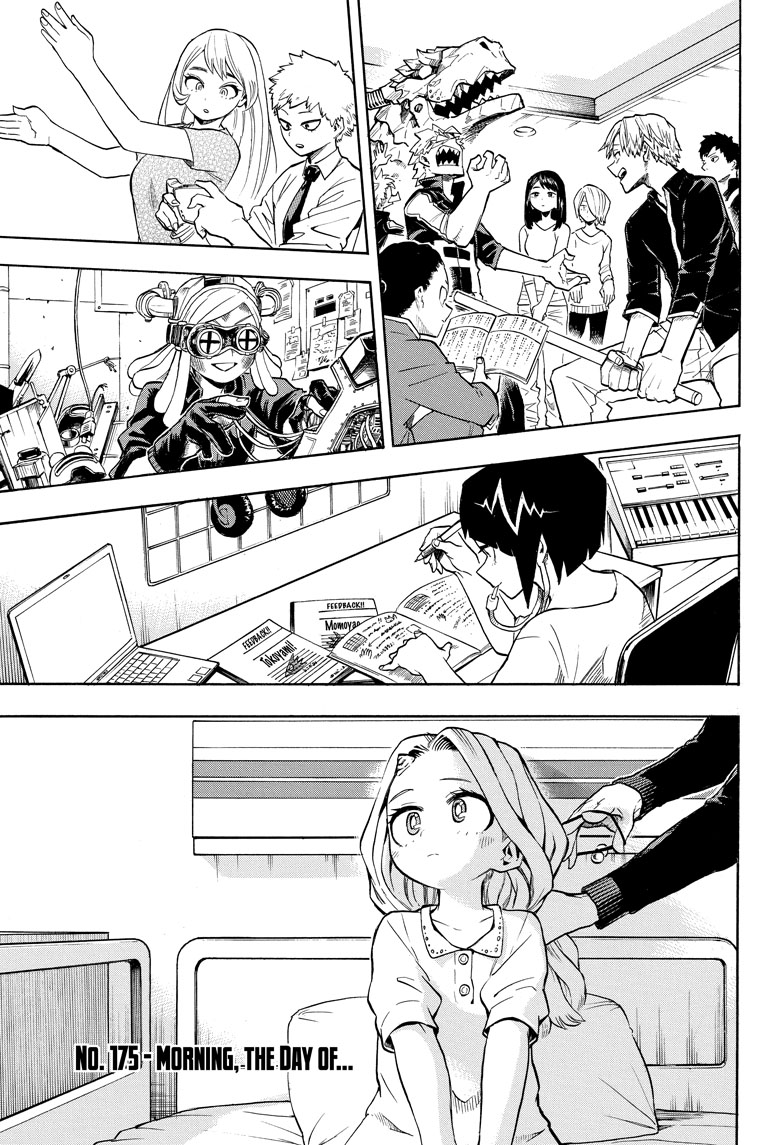 FEEDBACK!!
Momoyao
FEEDBACK!!
Tokoyami!
No. 175 - Morning, the Day of...